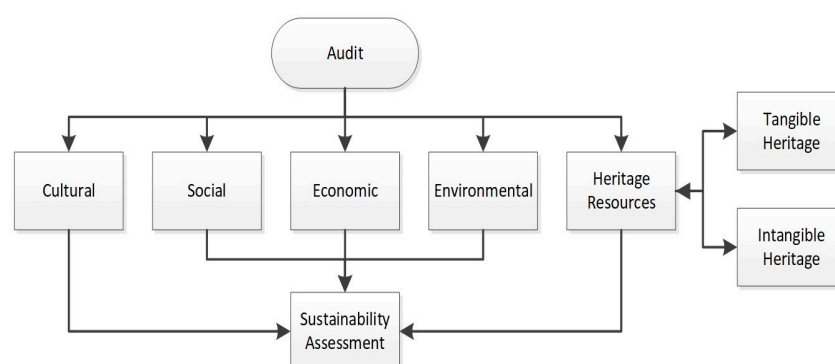 Audit
Cultural
Social
Economic
Environmental
Heritage
Resources
Tangible
Heritage
Intangible
Heritage
Sustainability
Assessment